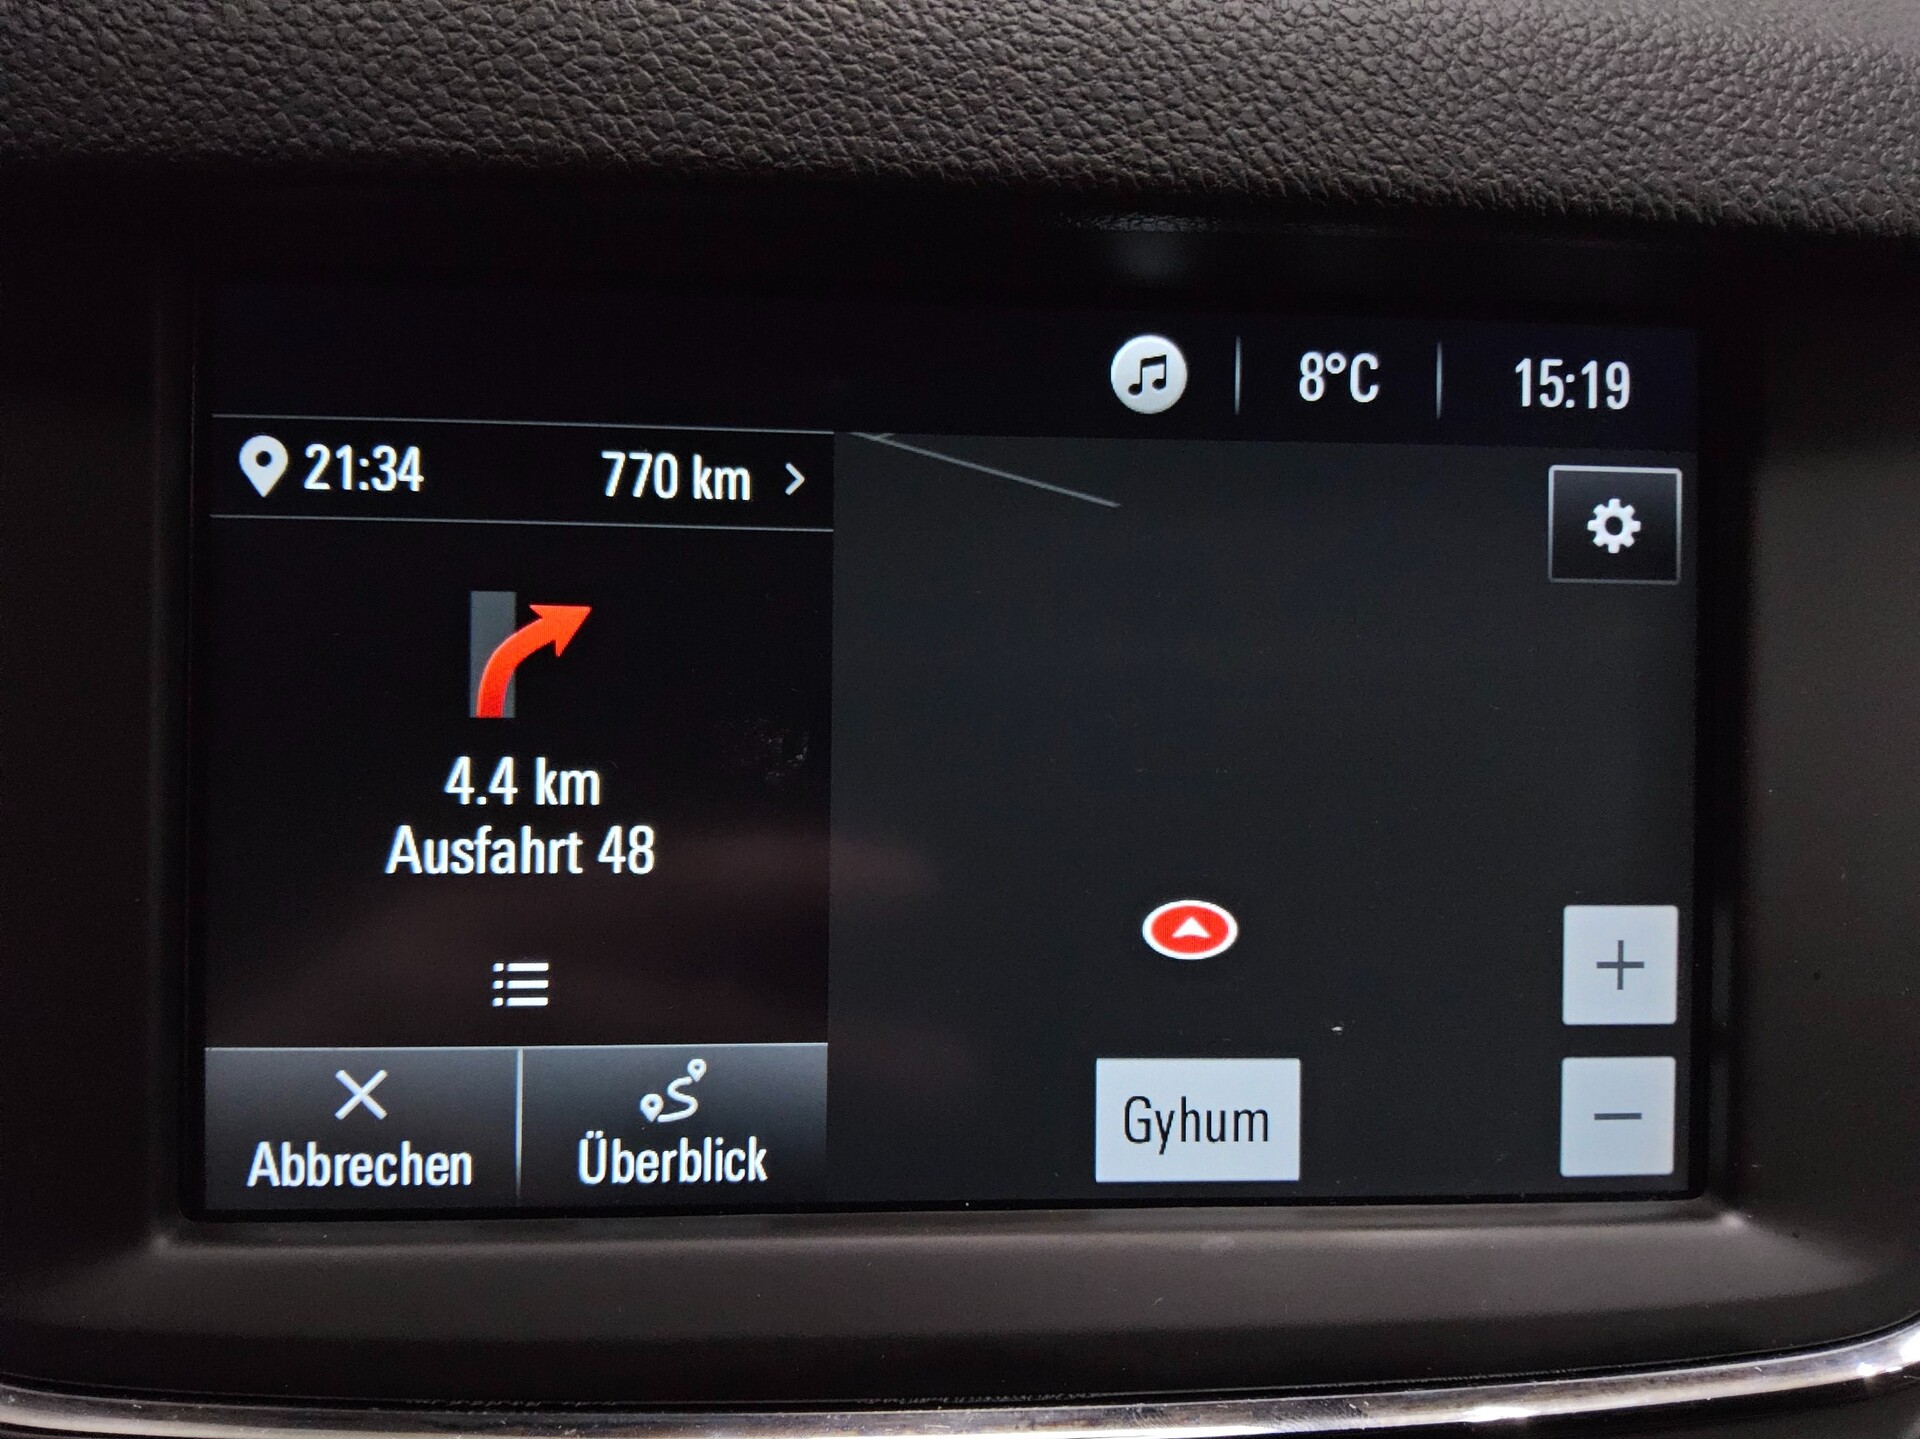 8°C 15:19
21:34 770 km
4.4 km
Ausfahrt 48
Gyhum
Abbrechen Überblick